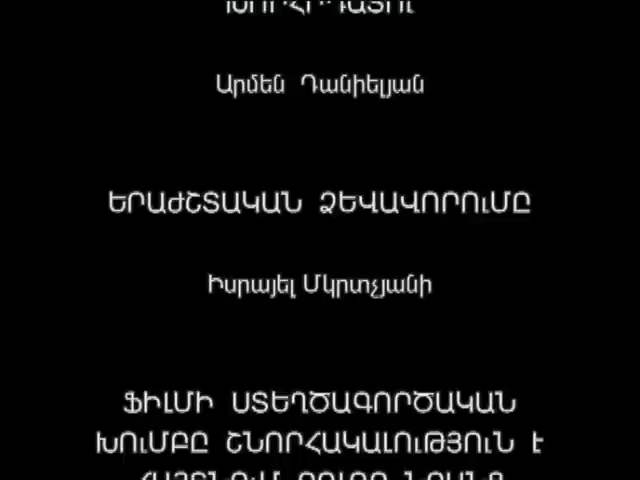 Արմեն Դանիելյան
ԵՐԱԺՇՏԱԿԱՆ ՁԵՎԱՎՈՐՈՒՄԸ
Իսրայել Մկրտչյանի
ՖԻԼՄԻ ՍՏԵՂԾԱԳՈՐԾԱԿԱՆ
ԽՈՒՄԲԸ ՇՆՈՐՀԱԿԱԼՈՒԹՅՈՒՆ է